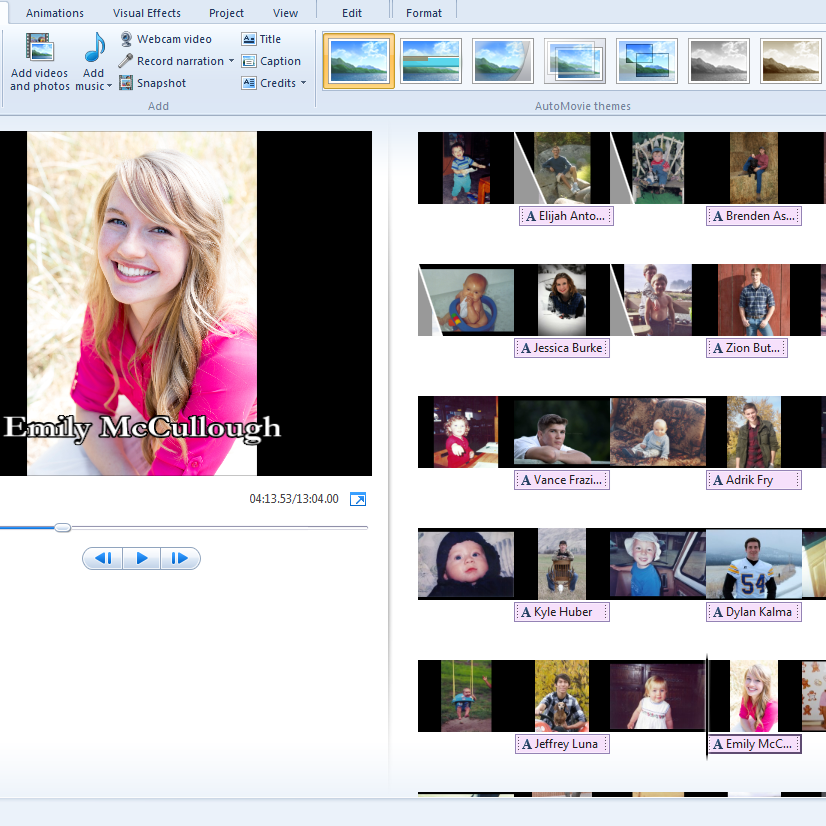 Animations Visual Effects Project View Edit Format
Add videos and photos
Add music
Webcam video
Record narration
Snapshot
Title
Caption
Credits
Add
AutoMovie themes
Emily McCullough
04:13.53/13:04.00
A Elijah Anto...
A Brenden As...
A Jessica Burke
A Zion But...
A Vance Frazi...
A Adrik Fry
A Kyle Huber
54
A Dylan Kalma
A Jeffrey Luna
A Emily McC...